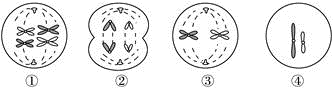 ① ② ③ ④